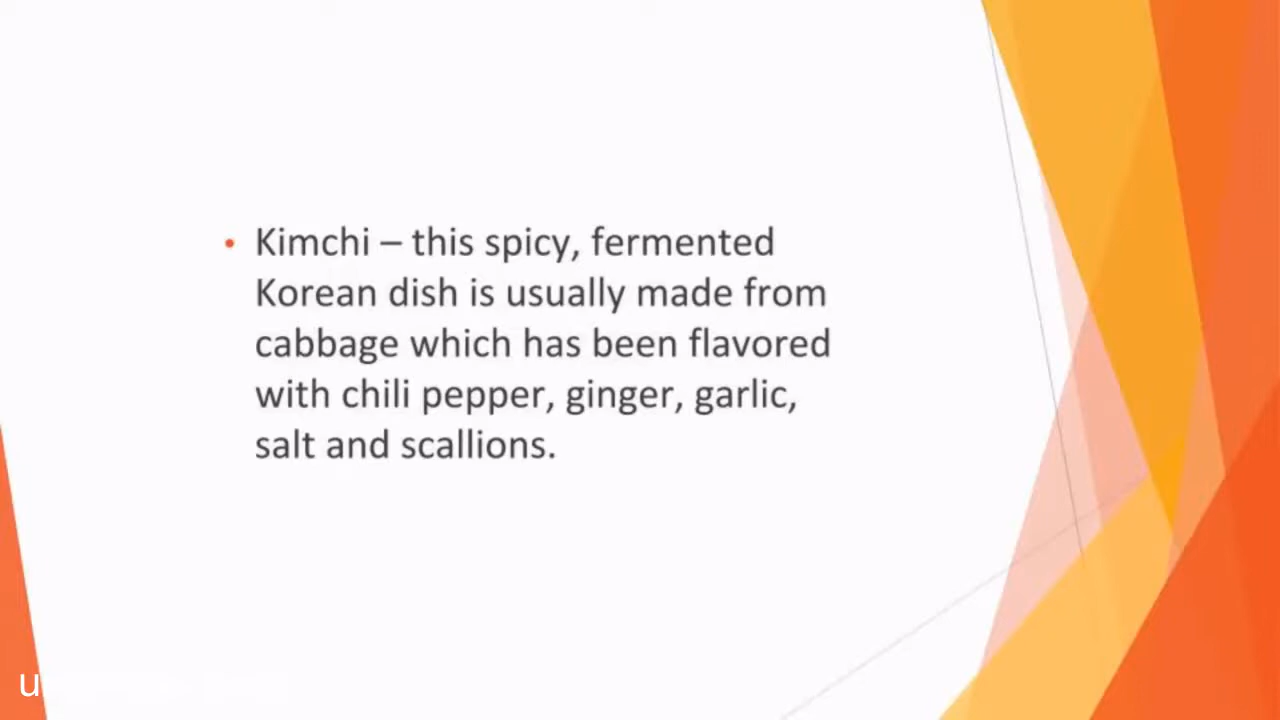 • Kimchi – this spicy, fermented
Korean dish is usually made from
cabbage which has been flavored
with chili pepper, ginger, garlic,
salt and scallions.